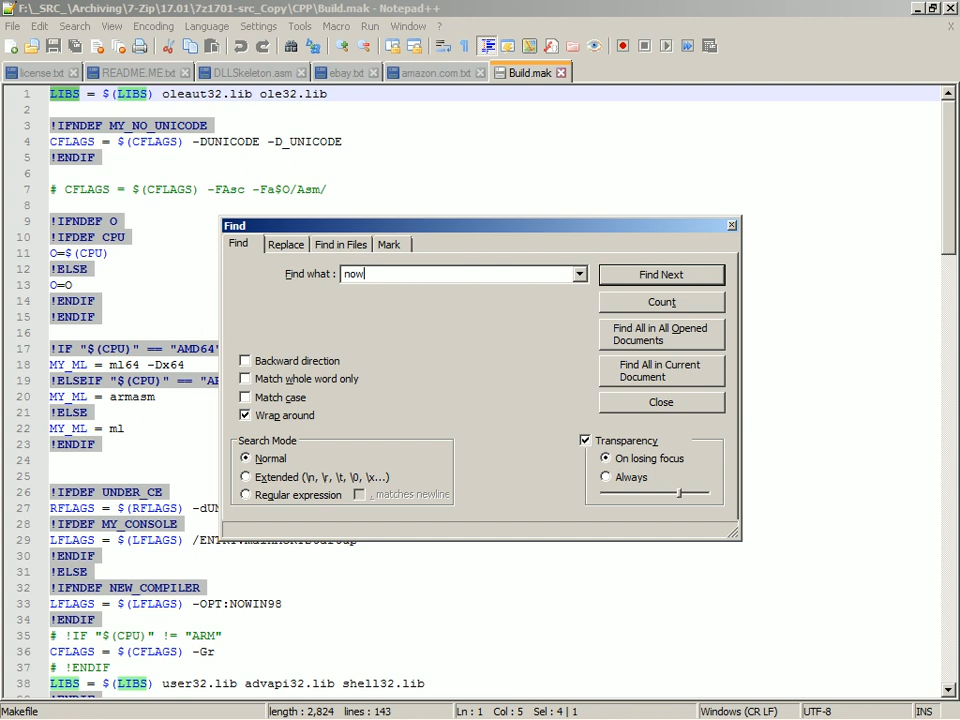 F:\_SRC_\Archiving\7-Zip\17.01\7z1701-src_Copy\CPP\Build.mak - Notepad++
File Edit Search View Encoding Language Settings Tools Macro Run Window ? X
license.txt README.ME.txt DLLSkeleton.asm ebay.txt amazon.com.txt Build.mak
1 LIBS = $(LIBS) oleaut32.lib ole32.lib
2
3 !IFNDEF MY_NO_UNICODE
4 CFLAGS = $(CFLAGS) -DUNICODE -D_UNICODE
5 !ENDIF
6
7 # CFLAGS = $(CFLAGS) -FAsc -Fa$O/Asm/
8
9 !IFNDEF O
10 !IFDEF CPU
11 O=$(CPU)
12 !ELSE
13 O=O
14 !ENDIF
15 !ENDIF
16
17 !IF "$(CPU)" == "AMD64"
18 MY_ML = ml64 -Dx64
19 !ELSEIF "$(CPU)" == "AR
20 MY_ML = armasm
21 !ELSE
22 MY_ML = ml
23 !ENDIF
24
25
26 !IFDEF UNDER_CE
27 RFLAGS = $(RFLAGS) -dUN
28 !IFDEF MY_CONSOLE
29 LFLAGS = $(LFLAGS) /ENTRY:mainACRTStartup
30 !ENDIF
31 !ELSE
32 !IFNDEF NEW_COMPILER
33 LFLAGS = $(LFLAGS) -OPT:NOWIN98
34 !ENDIF
35 # !IF "$(CPU)" != "ARM"
36 CFLAGS = $(CFLAGS) -Gr
37 # !ENDIF
38 LIBS = $(LIBS) user32.lib advapi32.lib shell32.lib
Find
Find Replace Find in Files Mark
Find what : now
Find Next
Count
Find All in All Opened
Documents
Find All in Current
Document
Close
Backward direction
Match whole word only
Match case
Wrap around
Search Mode
Normal
Extended (\n, \r, \t, \0, \x...)
Regular expression . matches newline
Transparency
On losing focus
Always
Makefile length : 2,824 lines : 143 Ln : 1 Col : 5 Sel : 4 | 1 Windows (CR LF) UTF-8 INS